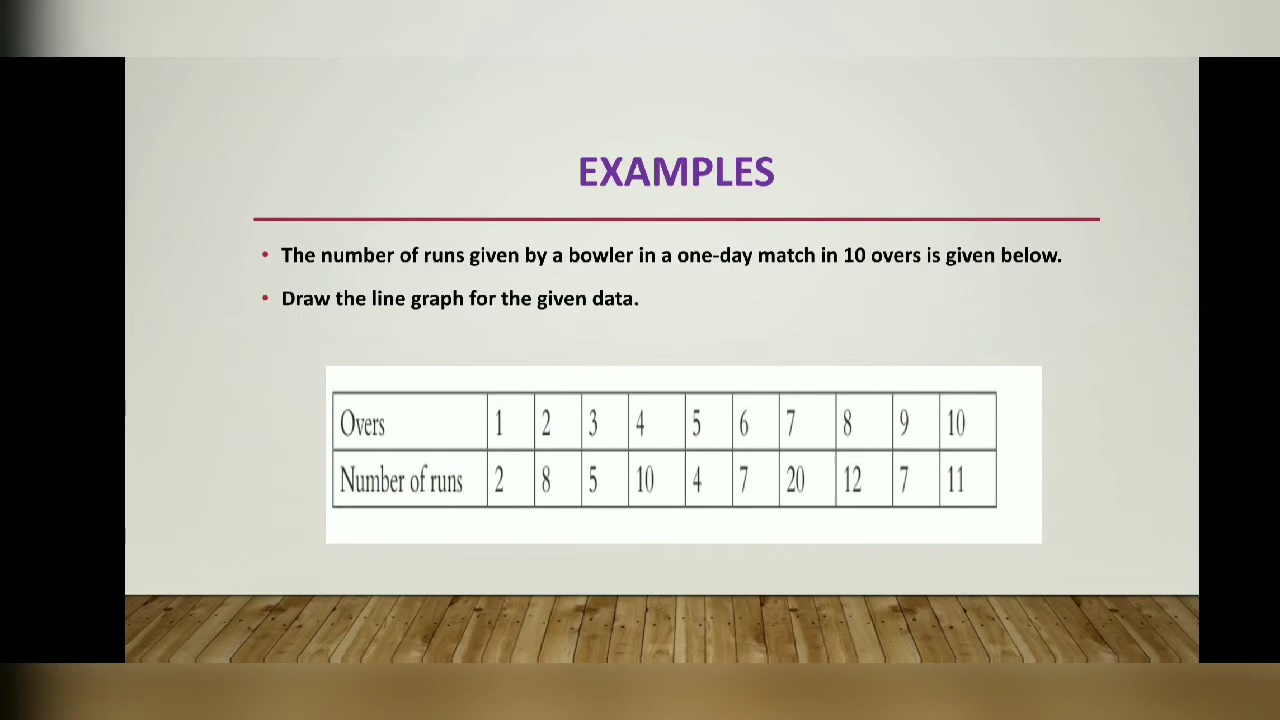 EXAMPLES
• The number of runs given by a bowler in a one-day match in 10 overs is given below.
• Draw the line graph for the given data.
Overs 1 2 3 4 5 6 7 8 9 10
Number of runs 2 8 5 10 4 7 20 12 7 11